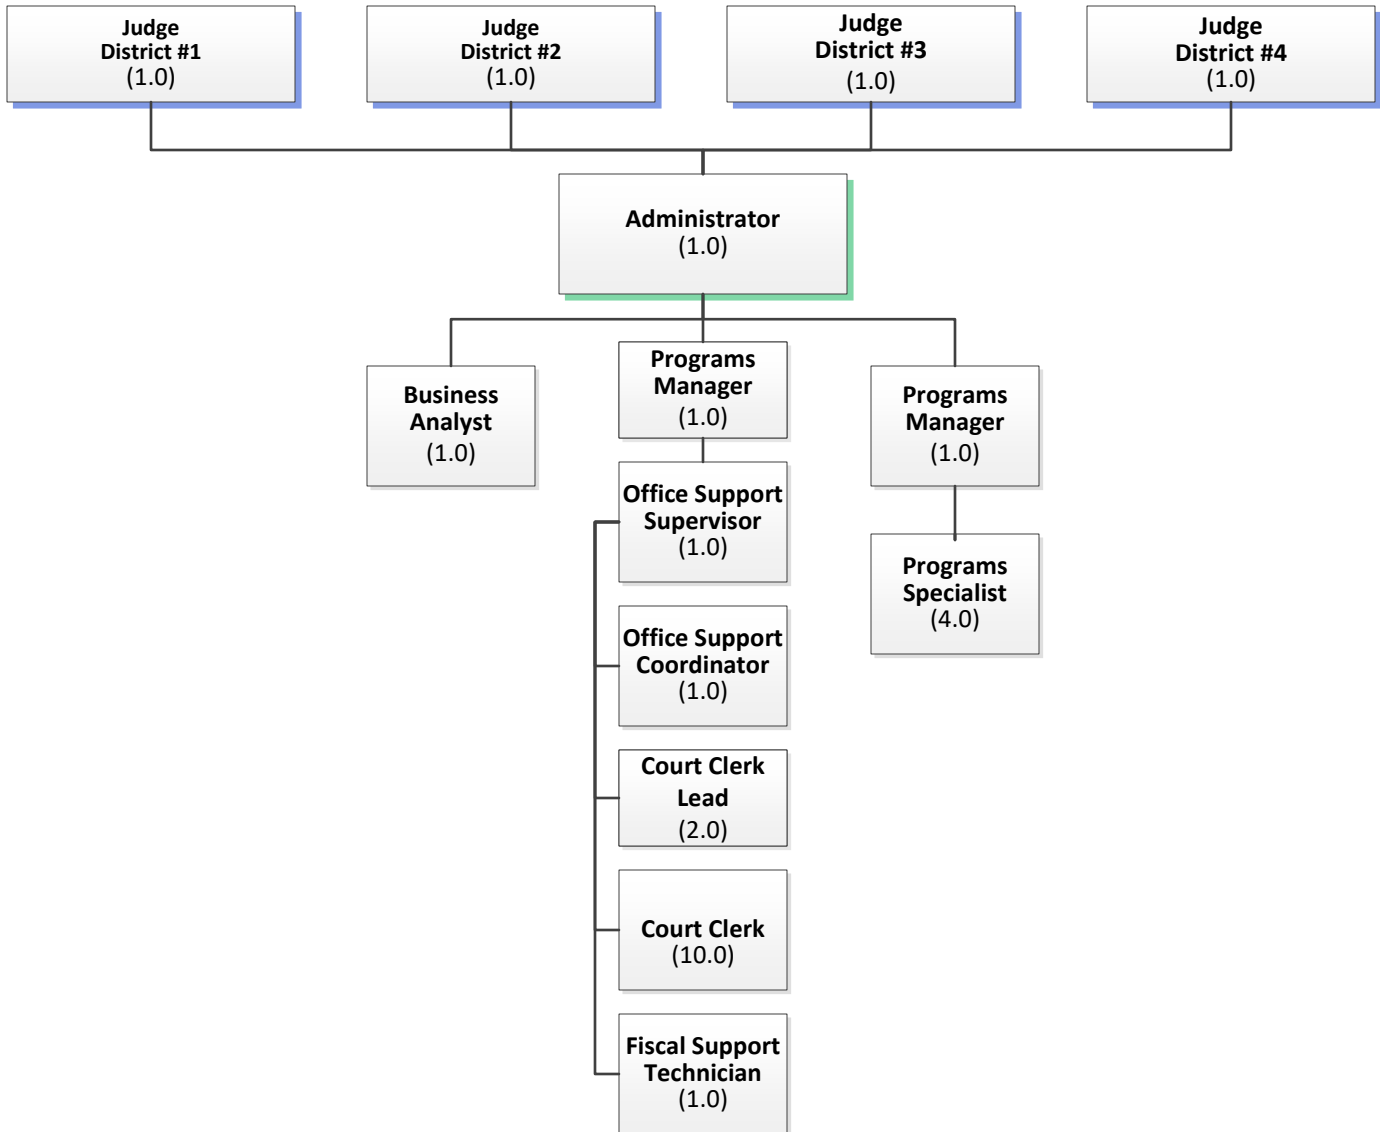 Judge
District #1
(1.0)
Judge
District #2
(1.0)
Judge
District #3
(1.0)
Judge
District #4
(1.0)
Administrator
(1.0)
Business
Analyst
(1.0)
Programs
Manager
(1.0)
Programs
Manager
(1.0)
Office Support
Supervisor
(1.0)
Programs
Specialist
(4.0)
Office Support
Coordinator
(1.0)
Court Clerk
Lead
(2.0)
Court Clerk
(10.0)
Fiscal Support
Technician
(1.0)